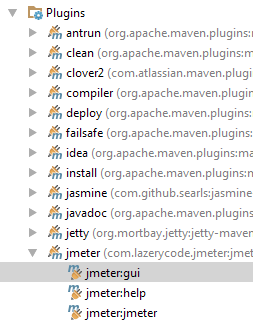 Plugins
antrun (org.apache.maven.plugins:
clean (org.apache.maven.plugins:m
clover2 (com.atlassian.maven.plugi
compiler (org.apache.maven.plugin
deploy (org.apache.maven.plugins:
failsafe (org.apache.maven.plugins
idea (org.apache.maven.plugins:ma
install (org.apache.maven.plugins:
jasmine (com.github.searls:jasmine
javadoc (org.apache.maven.plugins
jetty (org.mortbay.jetty:jetty-maven
jmeter (com.lazerycode.jmeter:jmet
jmeter:gui
jmeter:help
jmeter:jmeter